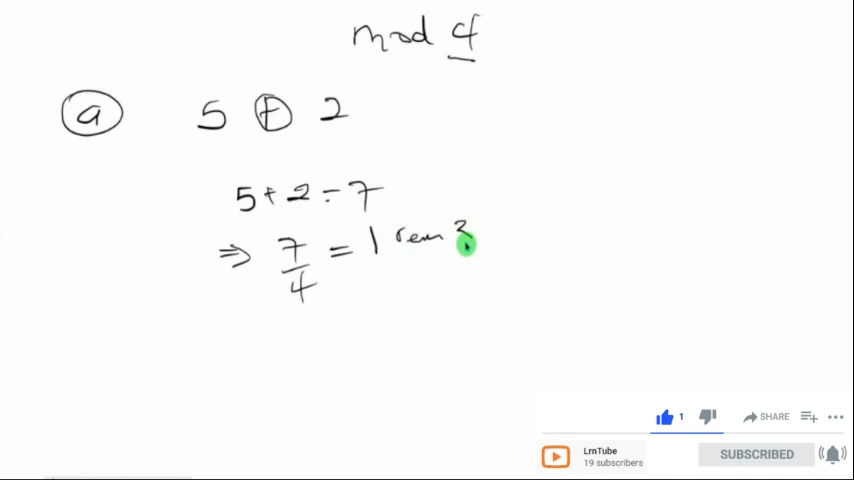 mod 4
a 5 ⊕ 2
5 + 2 = 7
⇒ 7/4 = 1 rem 3
1 SHARE
LrnTube
19 subscribers
SUBSCRIBED